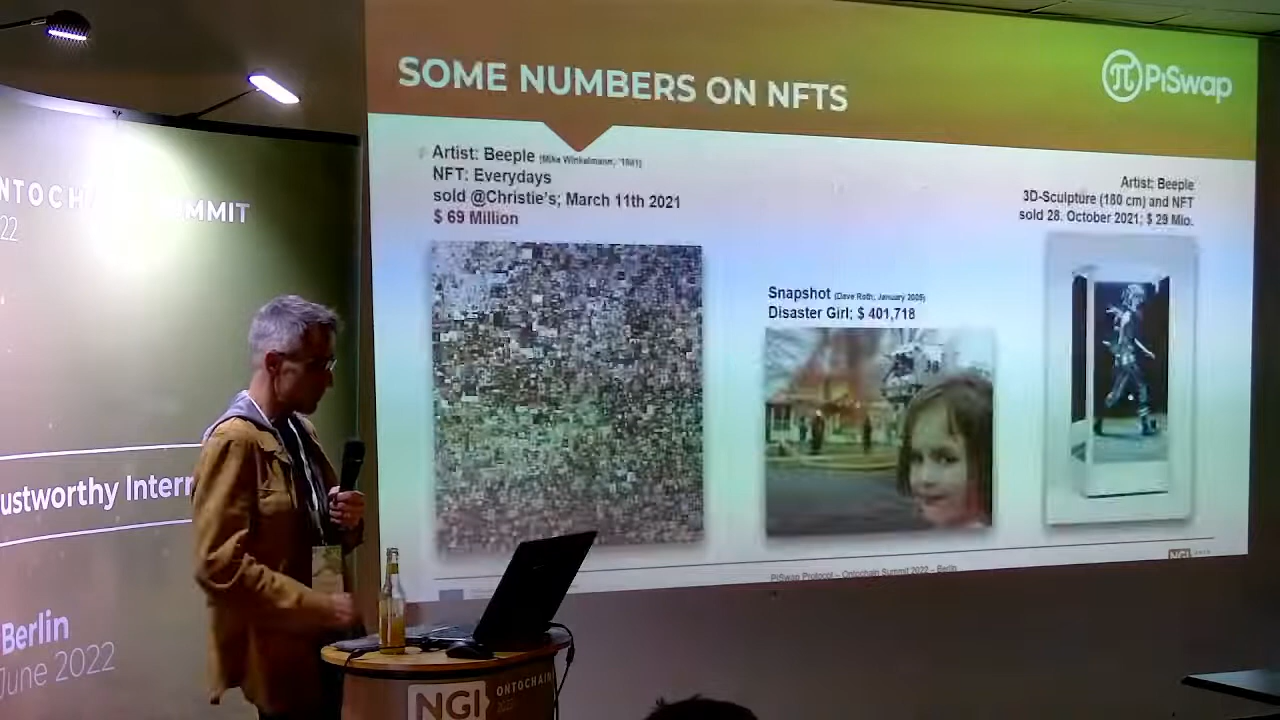 SOME NUMBERS ON NFTS
PiSwap
Artist: Beeple (Mike Winkelmann, *1981)
NFT: Everydays
sold @Christie's; March 11th 2021
$ 69 Million
Artist: Beeple
3D-Sculpture (180 cm) and NFT
sold 28. October 2021; $ 29 Mio.
Snapshot (Dave Roth; January 2005)
Disaster Girl; $ 401,718
NGI
PiSwap Protocol – Ontochain Summit 2022 – Berlin
NTOCH MMIT
22
ustworthy Intern
Berlin
June 2022
NGI ONTOCHAIN